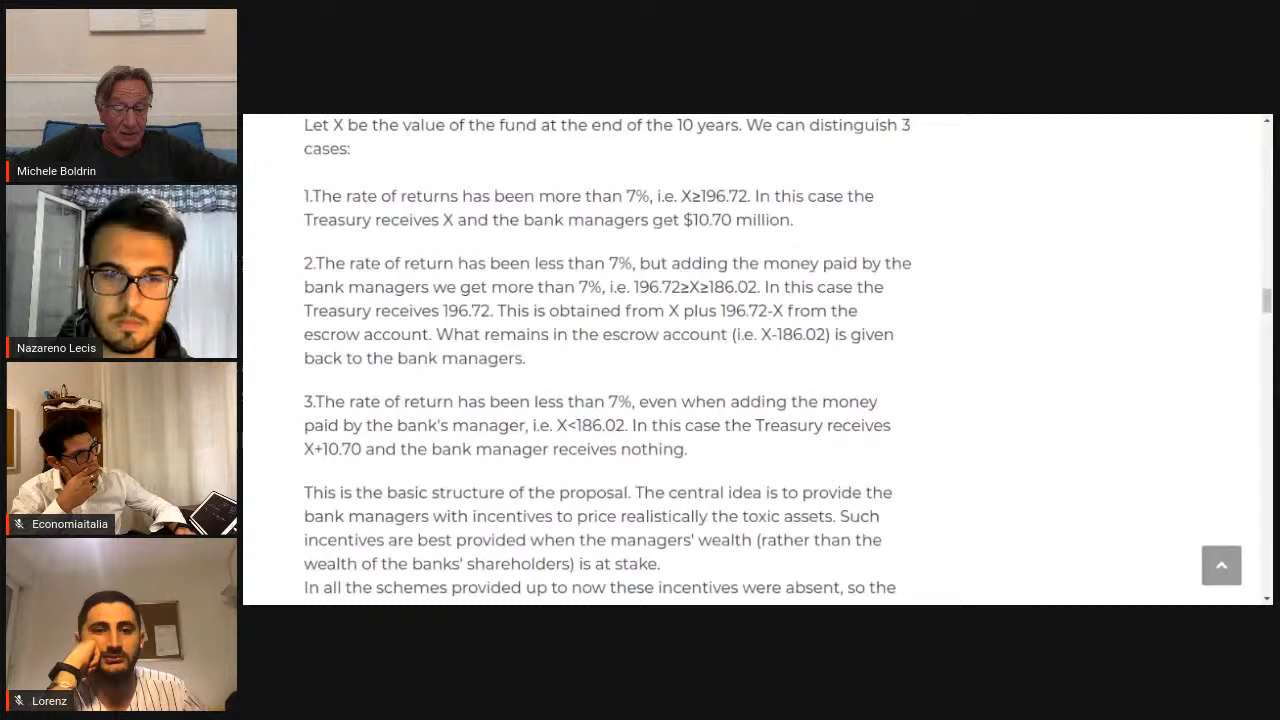 Michele Boldrin
Nazareno Lecis
Economiaitalia
Lorenz
Let X be the value of the fund at the end of the 10 years. We can distinguish 3
cases:
1.The rate of returns has been more than 7%, i.e. X≥196.72. In this case the
Treasury receives X and the bank managers get $10.70 million.
2.The rate of return has been less than 7%, but adding the money paid by the
bank managers we get more than 7%, i.e. 196.72≥X≥186.02. In this case the
Treasury receives 196.72. This is obtained from X plus 196.72-X from the
escrow account. What remains in the escrow account (i.e. X-186.02) is given
back to the bank managers.
3.The rate of return has been less than 7%, even when adding the money
paid by the bank's manager, i.e. X<186.02. In this case the Treasury receives
X+10.70 and the bank manager receives nothing.
This is the basic structure of the proposal. The central idea is to provide the
bank managers with incentives to price realistically the toxic assets. Such
incentives are best provided when the managers' wealth (rather than the
wealth of the banks' shareholders) is at stake.
In all the schemes provided up to now these incentives were absent, so the